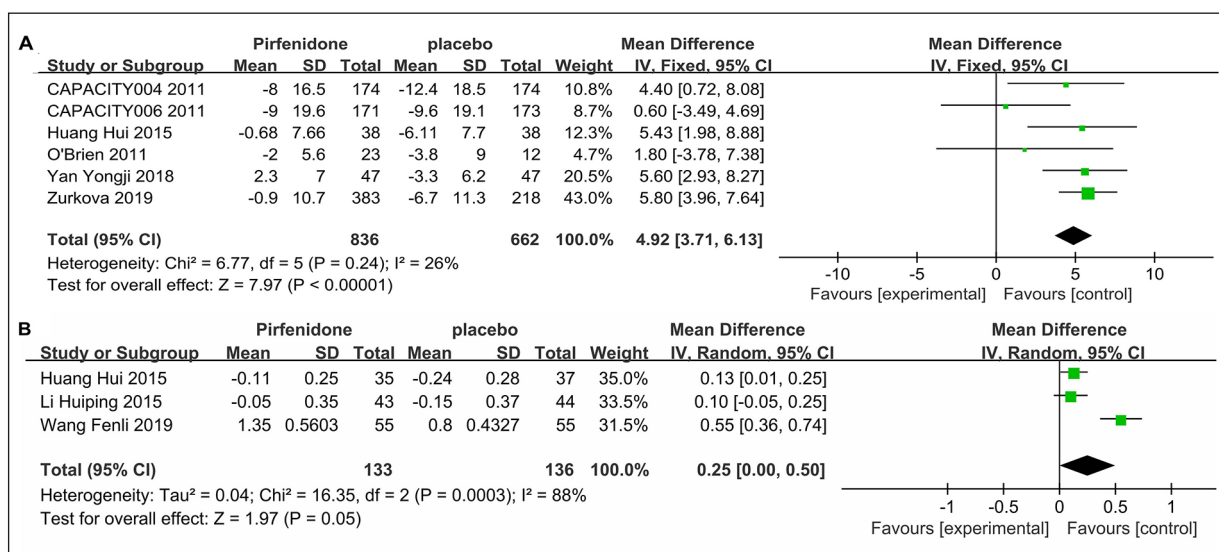 A
Pirfenidone placebo Mean Difference Mean Difference
Study or Subgroup Mean SD Total Mean SD Total Weight IV, Fixed, 95% CI IV, Fixed, 95% CI
CAPACITY004 2011 -8 16.5 174 -12.4 18.5 174 10.8% 4.40 [0.72, 8.08]
CAPACITY006 2011 -9 19.6 171 -9.6 19.1 173 8.7% 0.60 [-3.49, 4.69]
Huang Hui 2015 -0.68 7.66 38 -6.11 7.7 38 12.3% 5.43 [1.98, 8.88]
O'Brien 2011 -2 5.6 23 -3.8 9 12 4.7% 1.80 [-3.78, 7.38]
Yan Yongji 2018 2.3 7 47 -3.3 6.2 47 20.5% 5.60 [2.93, 8.27]
Zurkova 2019 -0.9 10.7 383 -6.7 11.3 218 43.0% 5.80 [3.96, 7.64]
Total (95% CI) 836 662 100.0% 4.92 [3.71, 6.13]
Heterogeneity: Chi² = 6.77, df = 5 (P = 0.24); I² = 26%
Test for overall effect: Z = 7.97 (P < 0.00001)
-10 -5 0 5 10
Favours [experimental] Favours [control]
B
Pirfenidone placebo Mean Difference Mean Difference
Study or Subgroup Mean SD Total Mean SD Total Weight IV, Random, 95% CI IV, Random, 95% CI
Huang Hui 2015 -0.11 0.25 35 -0.24 0.28 37 35.0% 0.13 [0.01, 0.25]
Li Huiping 2015 -0.05 0.35 43 -0.15 0.37 44 33.5% 0.10 [-0.05, 0.25]
Wang Fenli 2019 1.35 0.5603 55 0.8 0.4327 55 31.5% 0.55 [0.36, 0.74]
Total (95% CI) 133 136 100.0% 0.25 [0.00, 0.50]
Heterogeneity: Tau² = 0.04; Chi² = 16.35, df = 2 (P = 0.0003); I² = 88%
Test for overall effect: Z = 1.97 (P = 0.05)
-1 -0.5 0 0.5 1
Favours [experimental] Favours [control]